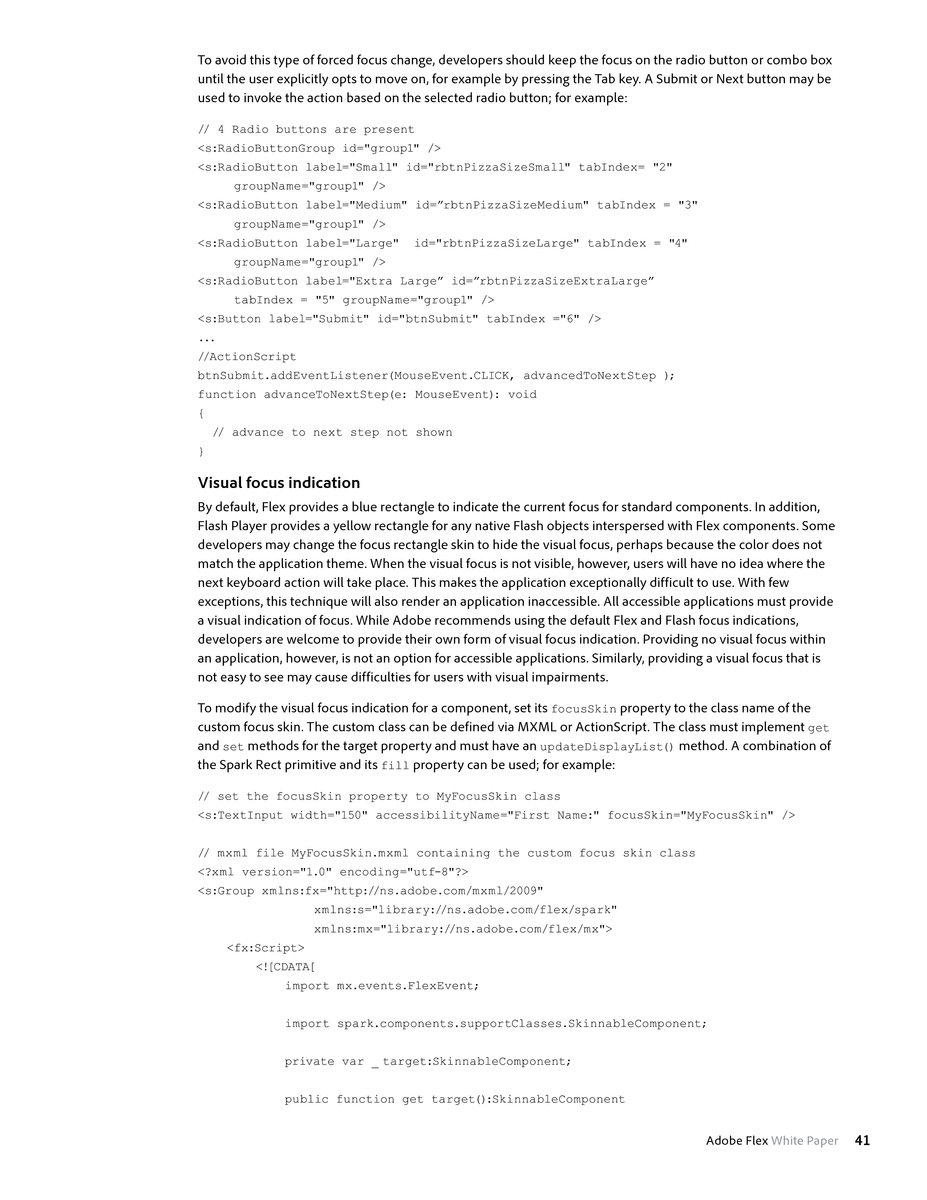 To avoid this type of forced focus change, developers should keep the focus on the radio button or combo box
until the user explicitly opts to move on, for example by pressing the Tab key. A Submit or Next button may be
used to invoke the action based on the selected radio button; for example:
// 4 Radio buttons are present
<s:RadioButtonGroup id="group1" />
<s:RadioButton label="Small" id="rbtnPizzaSizeSmall" tabIndex= "2"
groupName="group1" />
<s:RadioButton label="Medium" id=”rbtnPizzaSizeMedium" tabIndex = "3"
groupName="group1" />
<s:RadioButton label="Large"  id="rbtnPizzaSizeLarge" tabIndex = "4"
groupName="group1" />
<s:RadioButton label="Extra Large” id=”rbtnPizzaSizeExtraLarge”
tabIndex = "5" groupName="group1" />
<s:Button label="Submit" id="btnSubmit" tabIndex ="6" />
...
//ActionScript
btnSubmit.addEventListener(MouseEvent.CLICK, advancedToNextStep );
function advanceToNextStep(e: MouseEvent): void
{
// advance to next step not shown
}
Visual focus indication
By default, Flex provides a blue rectangle to indicate the current focus for standard components. In addition,
Flash Player provides a yellow rectangle for any native Flash objects interspersed with Flex components. Some
developers may change the focus rectangle skin to hide the visual focus, perhaps because the color does not
match the application theme. When the visual focus is not visible, however, users will have no idea where the
next keyboard action will take place. This makes the application exceptionally difficult to use. With few
exceptions, this technique will also render an application inaccessible. All accessible applications must provide
a visual indication of focus. While Adobe recommends using the default Flex and Flash focus indications,
developers are welcome to provide their own form of visual focus indication. Providing no visual focus within
an application, however, is not an option for accessible applications. Similarly, providing a visual focus that is
not easy to see may cause difficulties for users with visual impairments.
To modify the visual focus indication for a component, set its focusSkin property to the class name of the
custom focus skin. The custom class can be defined via MXML or ActionScript. The class must implement get
and set methods for the target property and must have an updateDisplayList() method. A combination of
the Spark Rect primitive and its fill property can be used; for example:
// set the focusSkin property to MyFocusSkin class
<s:TextInput width="150" accessibilityName="First Name:" focusSkin="MyFocusSkin" />
// mxml file MyFocusSkin.mxml containing the custom focus skin class
<?xml version="1.0" encoding="utf-8"?>
<s:Group xmlns:fx="http://ns.adobe.com/mxml/2009"
xmlns:s="library://ns.adobe.com/flex/spark"
xmlns:mx="library://ns.adobe.com/flex/mx">
<fx:Script>
<![CDATA[
import mx.events.FlexEvent;
import spark.components.supportClasses.SkinnableComponent;
private var _target:SkinnableComponent;
public function get target():SkinnableComponent
Adobe Flex White Paper 41